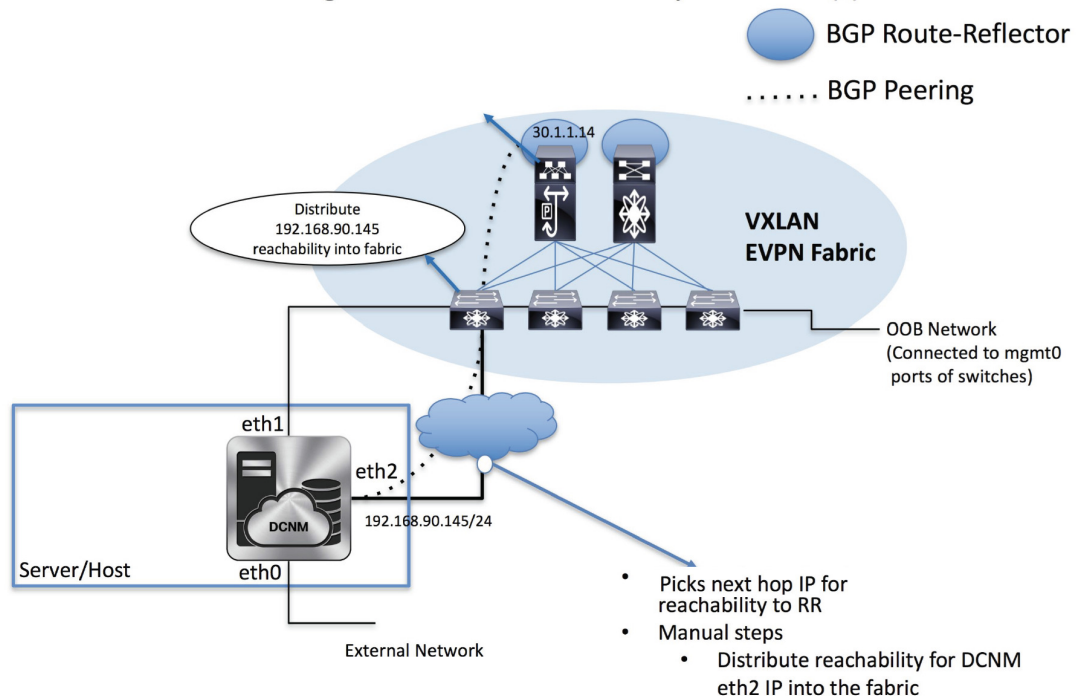 BGP Route-Reflector
BGP Peering
30.1.1.14
Distribute
192.168.90.145
reachability into fabric
VXLAN
EVPN Fabric
P
OOB Network
(Connected to mgmt0
ports of switches)
eth1
eth2
DCNM
192.168.90.145/24
Server/Host
eth0
External Network
• Picks next hop IP for
reachability to RR
• Manual steps
• Distribute reachability for DCNM
eth2 IP into the fabric